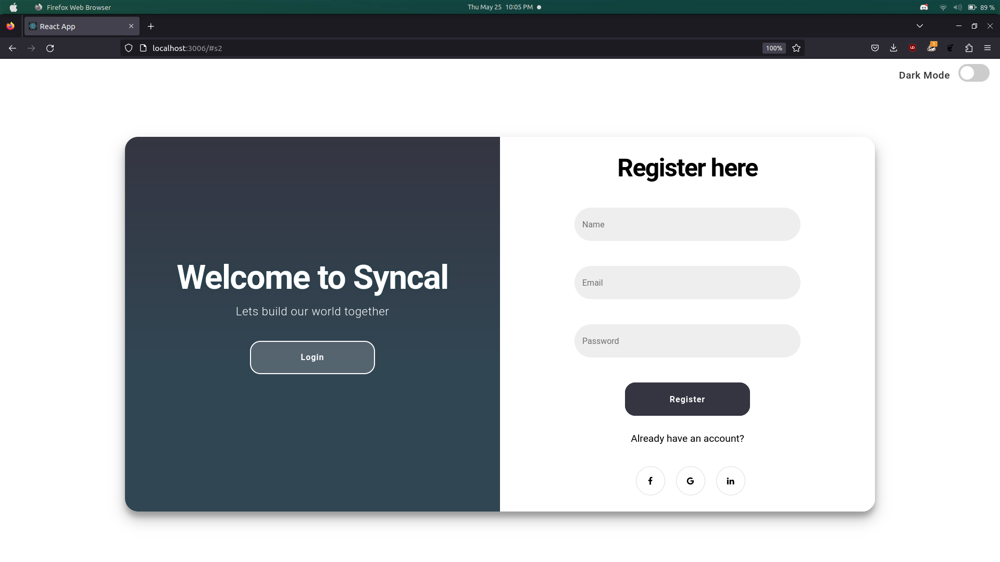 Firefox Web Browser
Thu May 25 10:05 PM
89 %
React App
localhost:3006/#s2
100%
1
Dark Mode
Welcome to Syncal
Lets build our world together
Login
Register here
Name
Email
Password
Register
Already have an account?
f
G
in